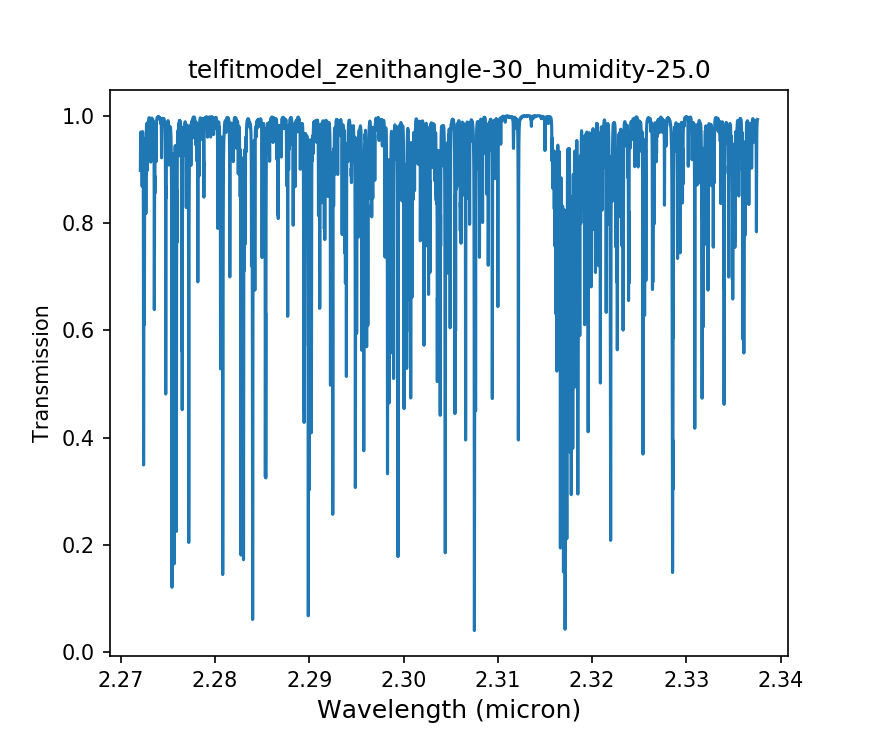 telfitmodel_zenithangle-30_humidity-25.0
1.0
0.8
0.6
0.4
0.2
0.0
Transmission
2.27 2.28 2.29 2.30 2.31 2.32 2.33 2.34
Wavelength (micron)